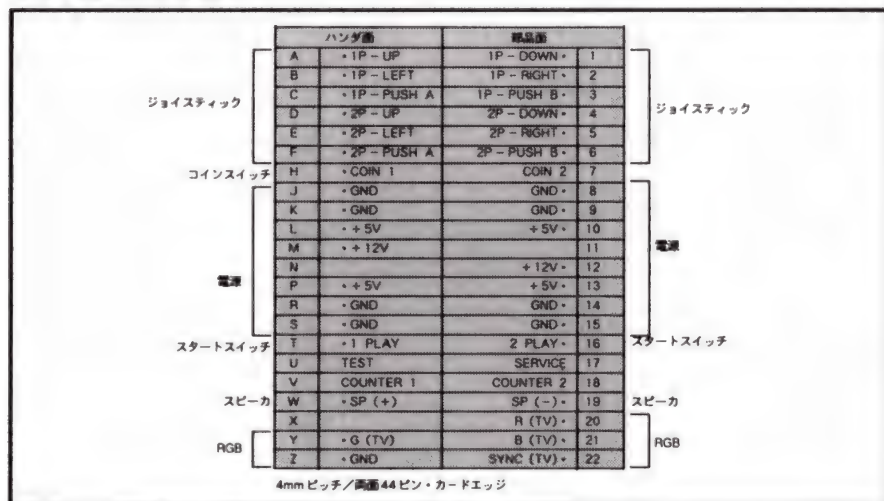 ハンダ面 部品面
A ・1P－UP 1P－DOWN・ 1
B ・1P－LEFT 1P－RIGHT・ 2
C ・1P－PUSH A 1P－PUSH B・ 3
D ・2P－UP 2P－DOWN・ 4
E ・2P－LEFT 2P－RIGHT・ 5
F ・2P－PUSH A 2P－PUSH B・ 6
H ・COIN 1 COIN 2 7
J ・GND GND・ 8
K ・GND GND・ 9
L ・+5V +5V・ 10
M ・+12V 11
N +12V・ 12
P ・+5V +5V・ 13
R ・GND GND・ 14
S ・GND GND・ 15
T ・1 PLAY 2 PLAY・ 16
U TEST SERVICE 17
V COUNTER 1 COUNTER 2 18
W ・SP (+) SP (−)・ 19
X R (TV)・ 20
Y ・G (TV) B (TV)・ 21
Z ・GND SYNC (TV)・ 22
ジョイスティック
コインスイッチ
電源
スタートスイッチ
スピーカ
RGB
ジョイスティック
電源
スタートスイッチ
スピーカ
RGB
4mmピッチ／両面44ピン・カードエッジ